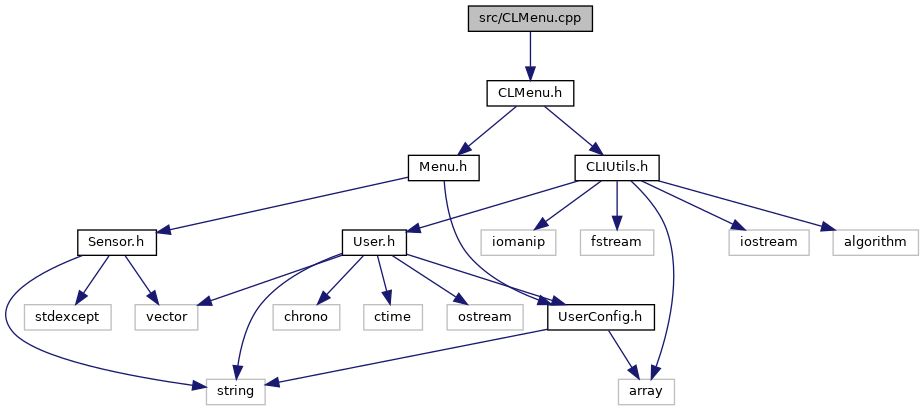 src/CLMenu.cpp
CLMenu.h
Menu.h
CLIUtils.h
Sensor.h
User.h
iomanip
fstream
iostream
algorithm
stdexcept
vector
chrono
ctime
ostream
UserConfig.h
string
array